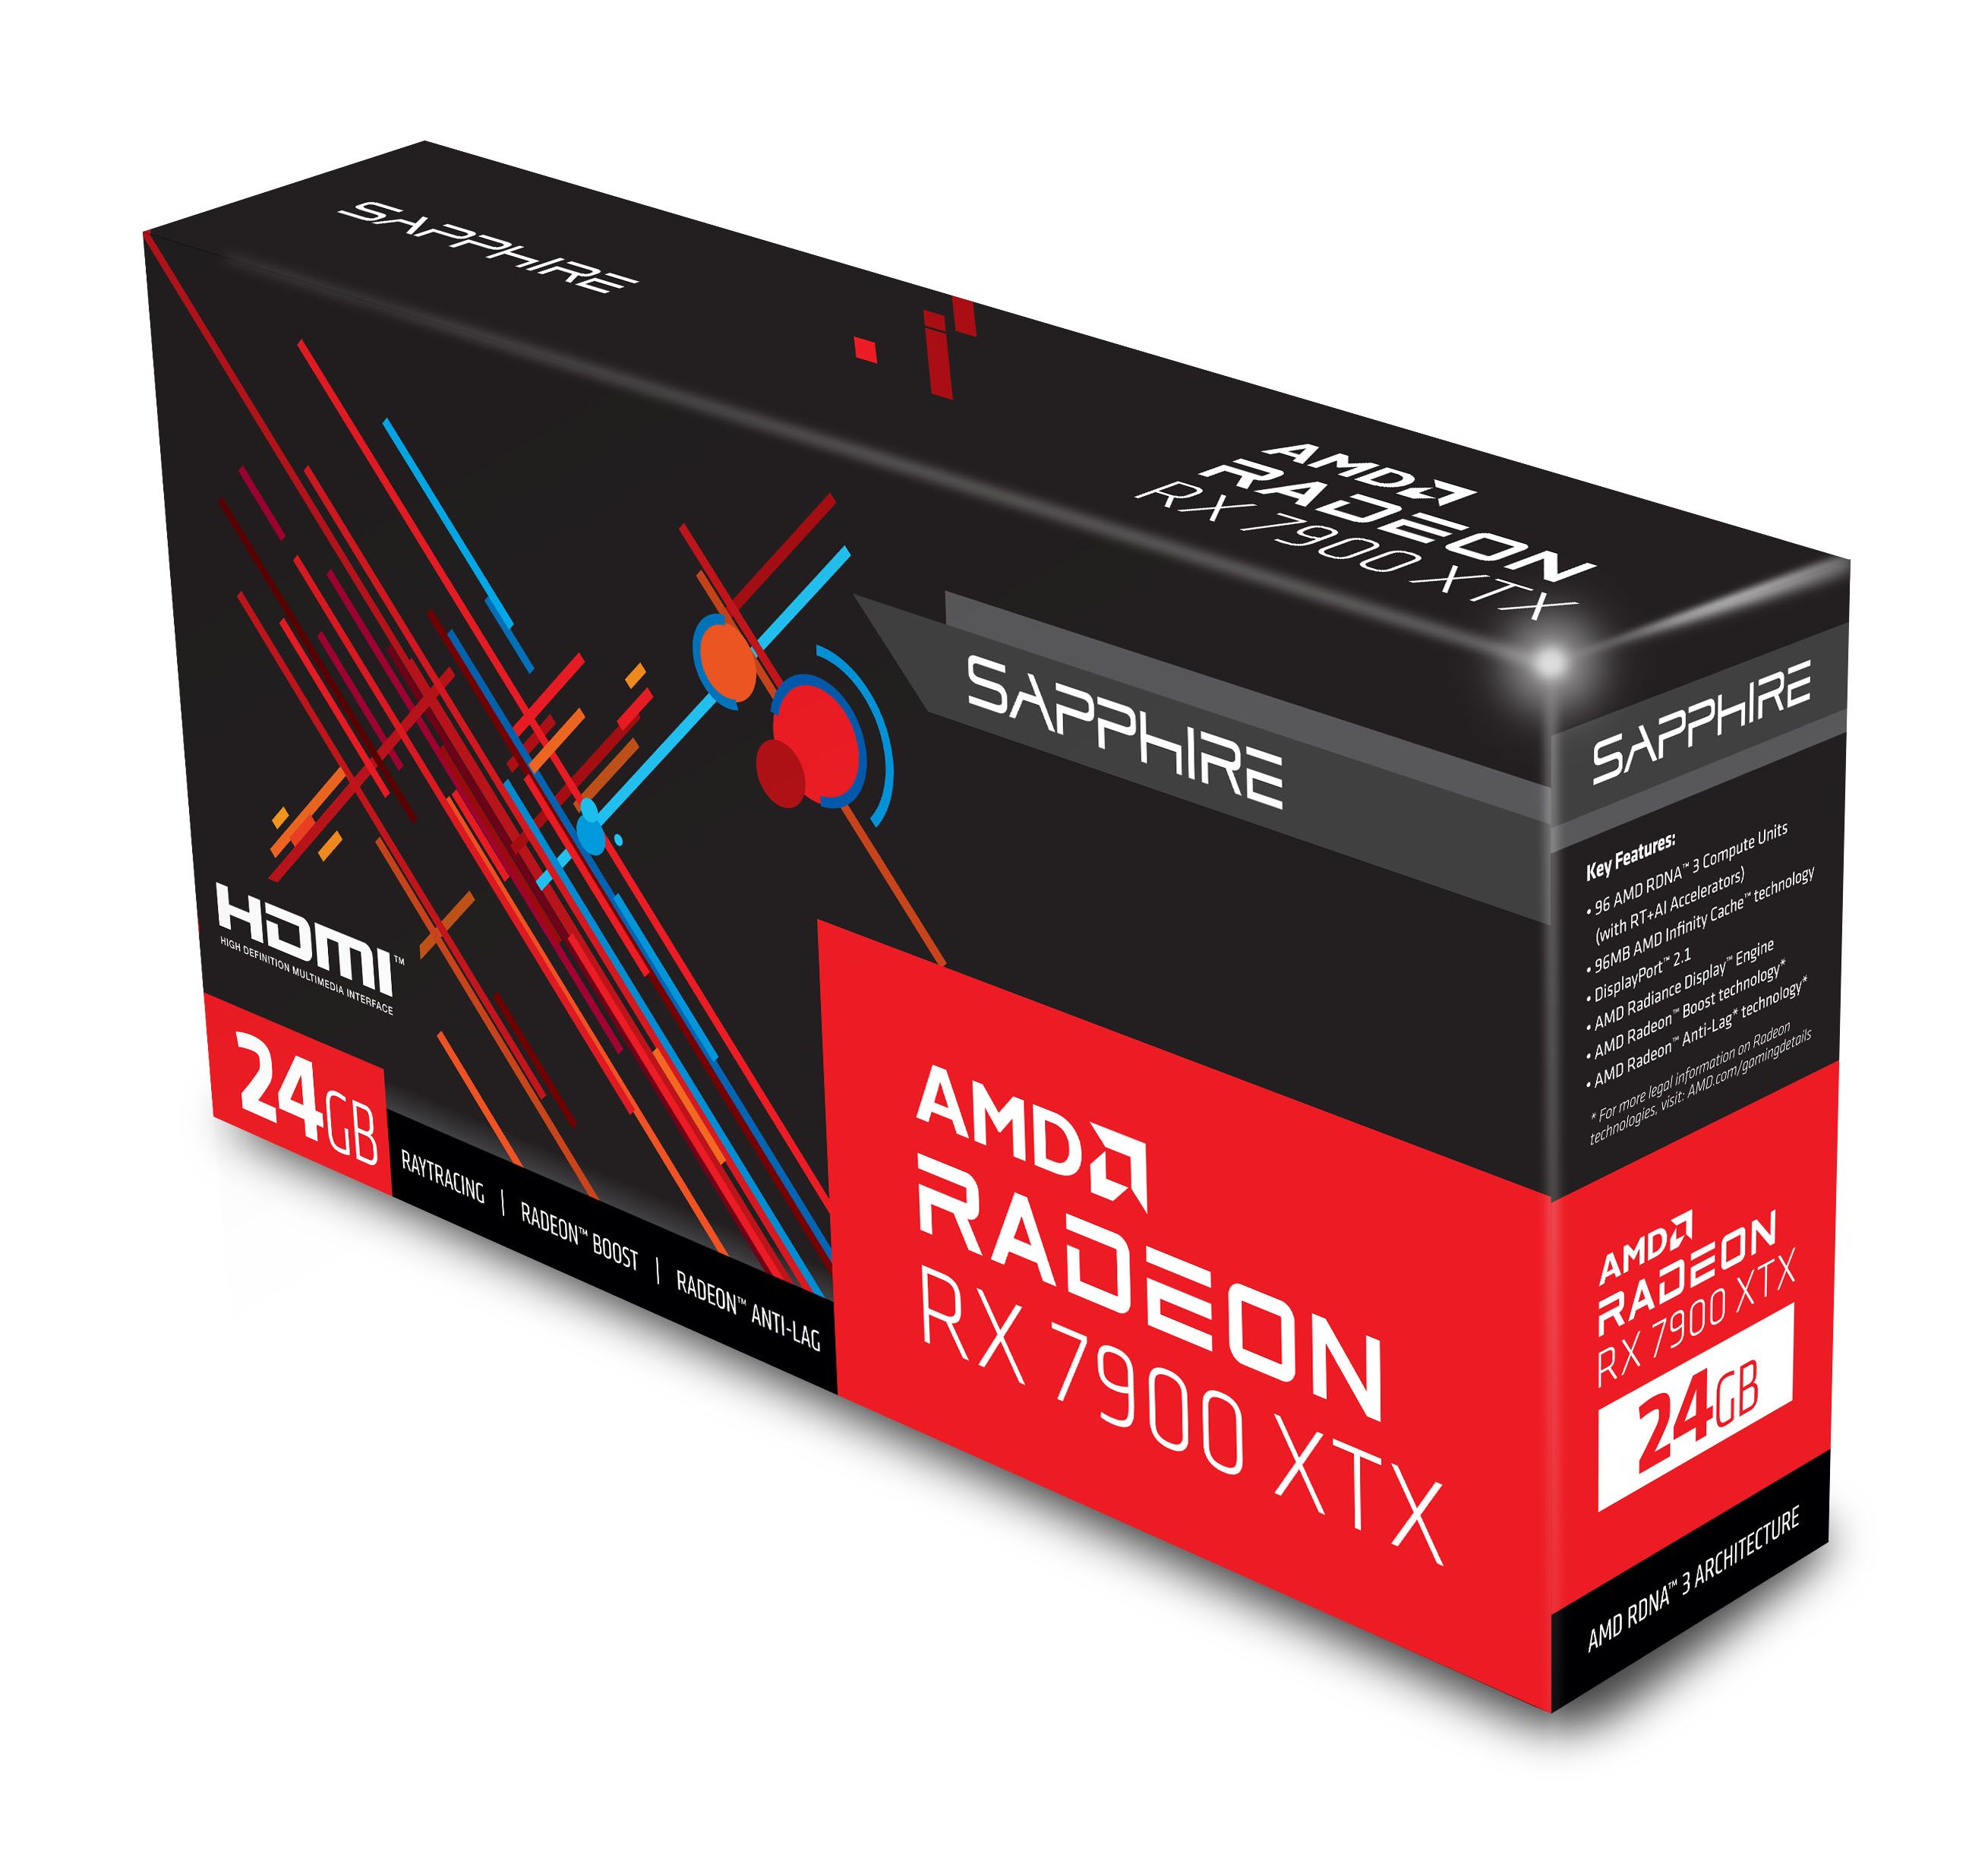 SAPPHIRE
AMD
RADEON
RX 7900 XTX
SAPPHIRE
HDMI™
HIGH DEFINITION MULTIMEDIA INTERFACE
24GB
RAYTRACING | RADEON™ BOOST | RADEON™ ANTI-LAG
AMD
RADEON
RX 7900 XTX
SAPPHIRE
Key Features:
• 96 AMD RDNA™ 3 Compute Units
(with RT+AI Accelerators)
• 96MB AMD Infinity Cache™ technology
• DisplayPort™ 2.1
• AMD Radiance Display™ Engine
• AMD Radeon™ Boost technology*
• AMD Radeon™ Anti-Lag* technology*
* For more legal information on Radeon
technologies, visit: AMD.com/gamingdetails
AMD
RADEON
RX 7900 XTX
24GB
AMD RDNA™ 3 ARCHITECTURE